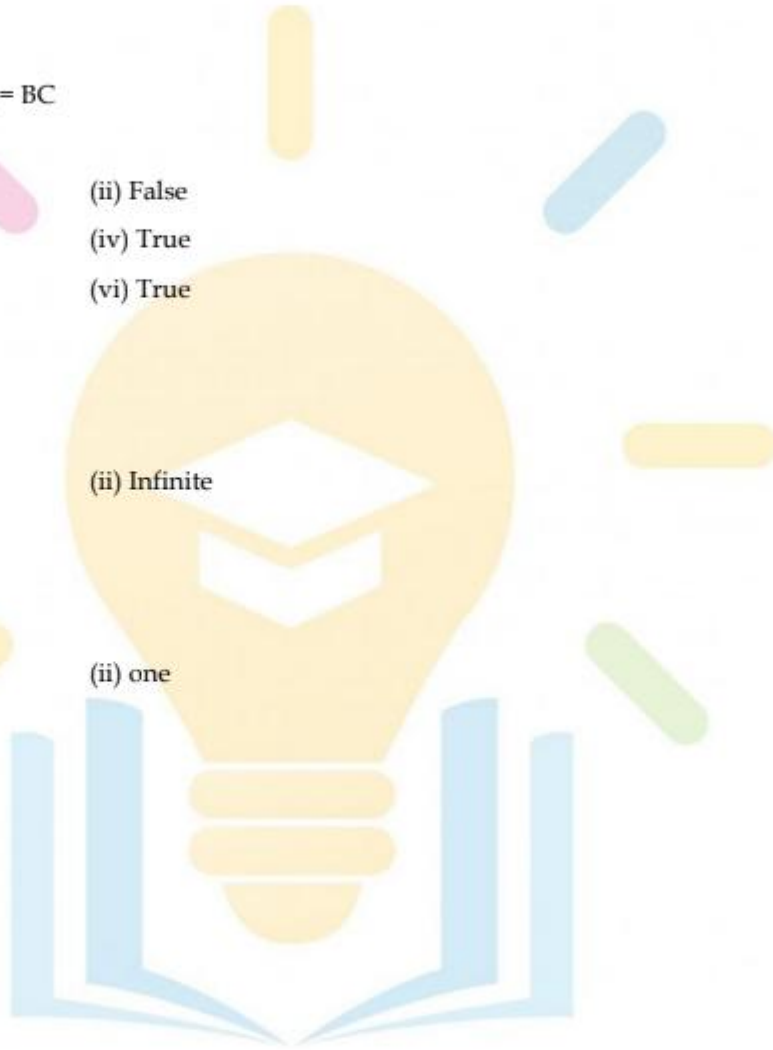 = BC
(ii) False
(iv) True
(vi) True
(ii) Infinite
(ii) one